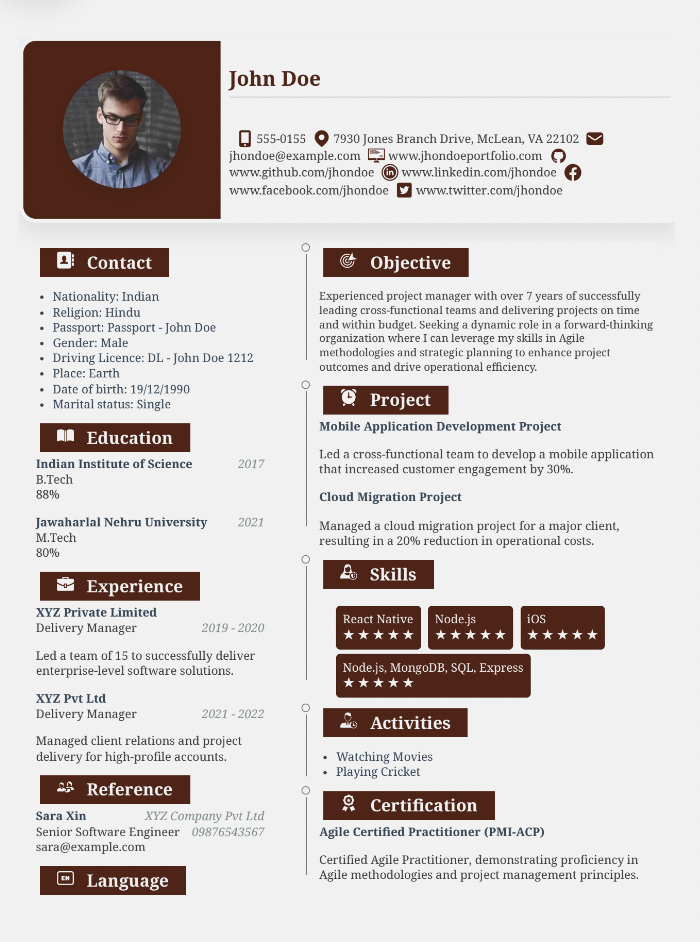 John Doe
555-0155 7930 Jones Branch Drive, McLean, VA 22102
jhondoe@example.com www.jhondoeportfolio.com
www.github.com/jhondoe www.linkedin.com/jhondoe
www.facebook.com/jhondoe www.twitter.com/jhondoe
Contact
• Nationality: Indian
• Religion: Hindu
• Passport: Passport - John Doe
• Gender: Male
• Driving Licence: DL - John Doe 1212
• Place: Earth
• Date of birth: 19/12/1990
• Marital status: Single
Education
Indian Institute of Science 2017
B.Tech
88%
Jawaharlal Nehru University 2021
M.Tech
80%
Experience
XYZ Private Limited
Delivery Manager 2019 - 2020
Led a team of 15 to successfully deliver
enterprise-level software solutions.
XYZ Pvt Ltd
Delivery Manager 2021 - 2022
Managed client relations and project
delivery for high-profile accounts.
Reference
Sara Xin XYZ Company Pvt Ltd
Senior Software Engineer 09876543567
sara@example.com
EN Language
Objective
Experienced project manager with over 7 years of successfully
leading cross-functional teams and delivering projects on time
and within budget. Seeking a dynamic role in a forward-thinking
organization where I can leverage my skills in Agile
methodologies and strategic planning to enhance project
outcomes and drive operational efficiency.
Project
Mobile Application Development Project
Led a cross-functional team to develop a mobile application
that increased customer engagement by 30%.
Cloud Migration Project
Managed a cloud migration project for a major client,
resulting in a 20% reduction in operational costs.
Skills
React Native Node.js iOS
★★★★★ ★★★★★ ★★★★★
Node.js, MongoDB, SQL, Express
★★★★★
Activities
• Watching Movies
• Playing Cricket
Certification
Agile Certified Practitioner (PMI-ACP)
Certified Agile Practitioner, demonstrating proficiency in
Agile methodologies and project management principles.